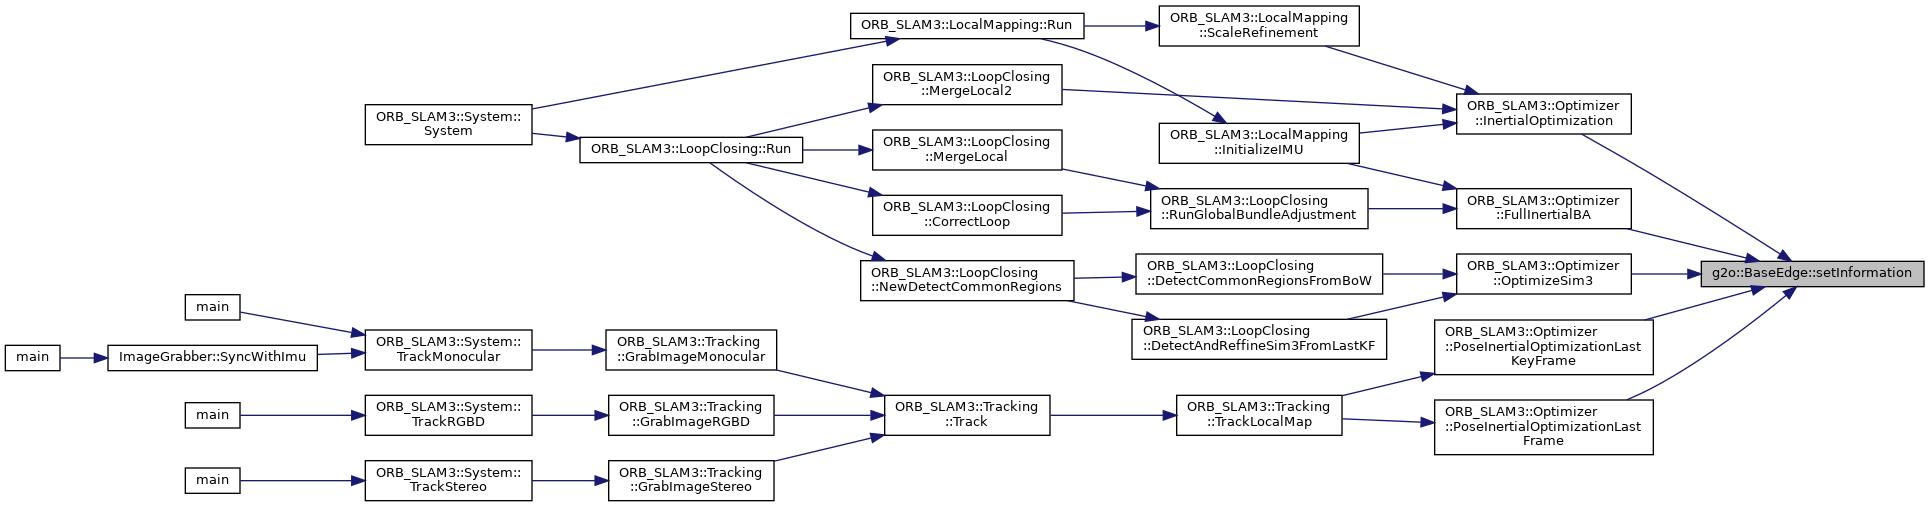 ORB_SLAM3::LocalMapping::Run
ORB_SLAM3::LocalMapping
::ScaleRefinement
ORB_SLAM3::LoopClosing
::MergeLocal2
ORB_SLAM3::Optimizer
::InertialOptimization
ORB_SLAM3::System::
System
ORB_SLAM3::LoopClosing::Run
ORB_SLAM3::LoopClosing
::MergeLocal
ORB_SLAM3::LocalMapping
::InitializeIMU
ORB_SLAM3::LoopClosing
::CorrectLoop
ORB_SLAM3::LoopClosing
::RunGlobalBundleAdjustment
ORB_SLAM3::Optimizer
::FullInertialBA
ORB_SLAM3::LoopClosing
::NewDetectCommonRegions
ORB_SLAM3::LoopClosing
::DetectCommonRegionsFromBoW
ORB_SLAM3::Optimizer
::OptimizeSim3
g2o::BaseEdge::setInformation
main
main
ImageGrabber::SyncWithImu
ORB_SLAM3::System::
TrackMonocular
ORB_SLAM3::Tracking
::GrabImageMonocular
ORB_SLAM3::LoopClosing
::DetectAndReffineSim3FromLastKF
ORB_SLAM3::Optimizer
::PoseInertialOptimizationLast
KeyFrame
main
ORB_SLAM3::System::
TrackRGBD
ORB_SLAM3::Tracking
::GrabImageRGBD
ORB_SLAM3::Tracking
::Track
ORB_SLAM3::Tracking
::TrackLocalMap
ORB_SLAM3::Optimizer
::PoseInertialOptimizationLast
Frame
main
ORB_SLAM3::System::
TrackStereo
ORB_SLAM3::Tracking
::GrabImageStereo